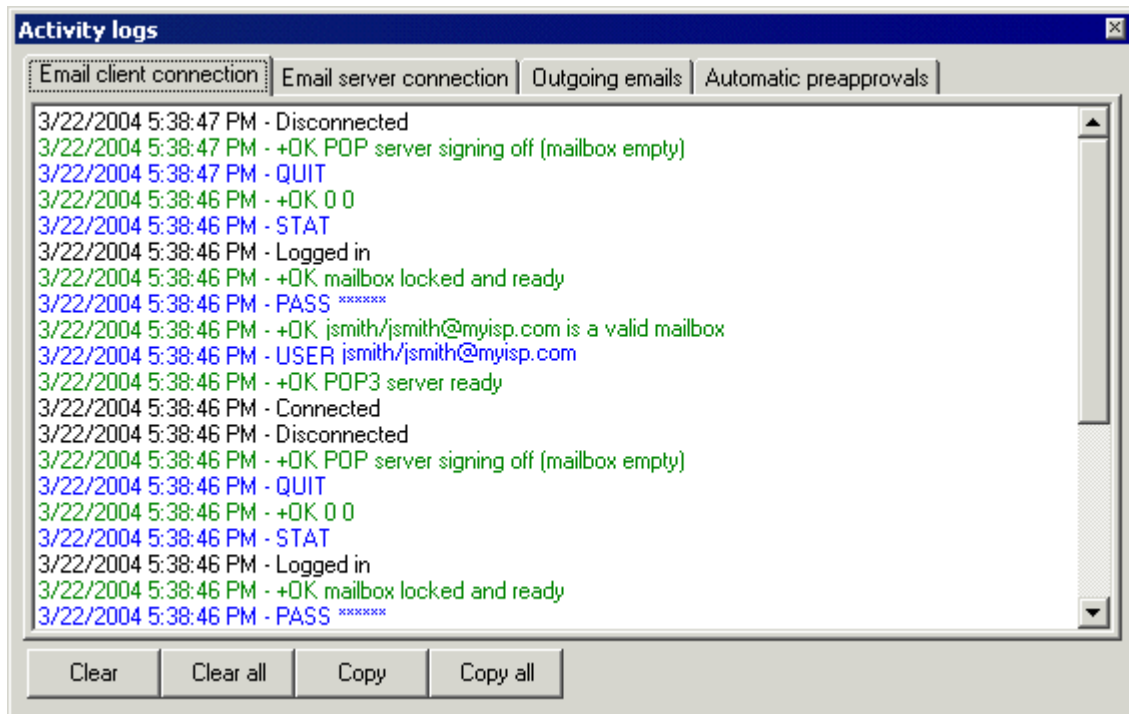 Activity logs
Email client connection Email server connection Outgoing emails Automatic preapprovals
3/22/2004 5:38:47 PM - Disconnected
3/22/2004 5:38:47 PM - +OK POP server signing off (mailbox empty)
3/22/2004 5:38:47 PM - QUIT
3/22/2004 5:38:46 PM - +OK 0 0
3/22/2004 5:38:46 PM - STAT
3/22/2004 5:38:46 PM - Logged in
3/22/2004 5:38:46 PM - +OK mailbox locked and ready
3/22/2004 5:38:46 PM - PASS ******
3/22/2004 5:38:46 PM - +OK jsmith/jsmith@myisp.com is a valid mailbox
3/22/2004 5:38:46 PM - USER jsmith/jsmith@myisp.com
3/22/2004 5:38:46 PM - +OK POP3 server ready
3/22/2004 5:38:46 PM - Connected
3/22/2004 5:38:46 PM - Disconnected
3/22/2004 5:38:46 PM - +OK POP server signing off (mailbox empty)
3/22/2004 5:38:46 PM - QUIT
3/22/2004 5:38:46 PM - +OK 0 0
3/22/2004 5:38:46 PM - STAT
3/22/2004 5:38:46 PM - Logged in
3/22/2004 5:38:46 PM - +OK mailbox locked and ready
3/22/2004 5:38:46 PM - PASS ******
Clear Clear all Copy Copy all